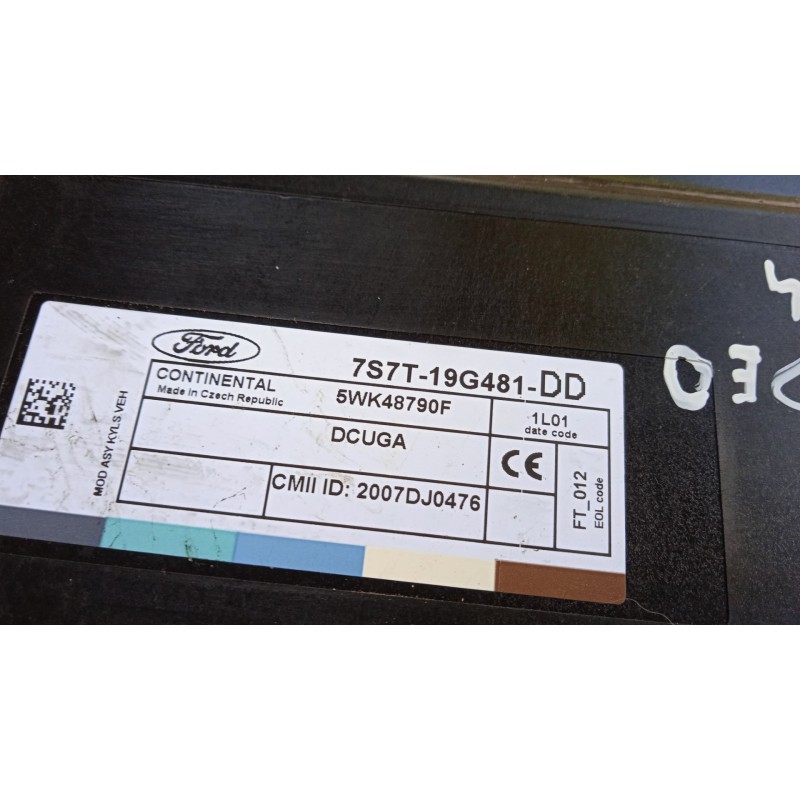 Ford
7S7T-19G481-DD
CONTINENTAL
Made in Czech Republic
5WK48790F
1L01
date code
DCUGA
CE
CMII ID: 2007DJ0476
FT_012
EOL code
MOD ASY KYLS VEH
4